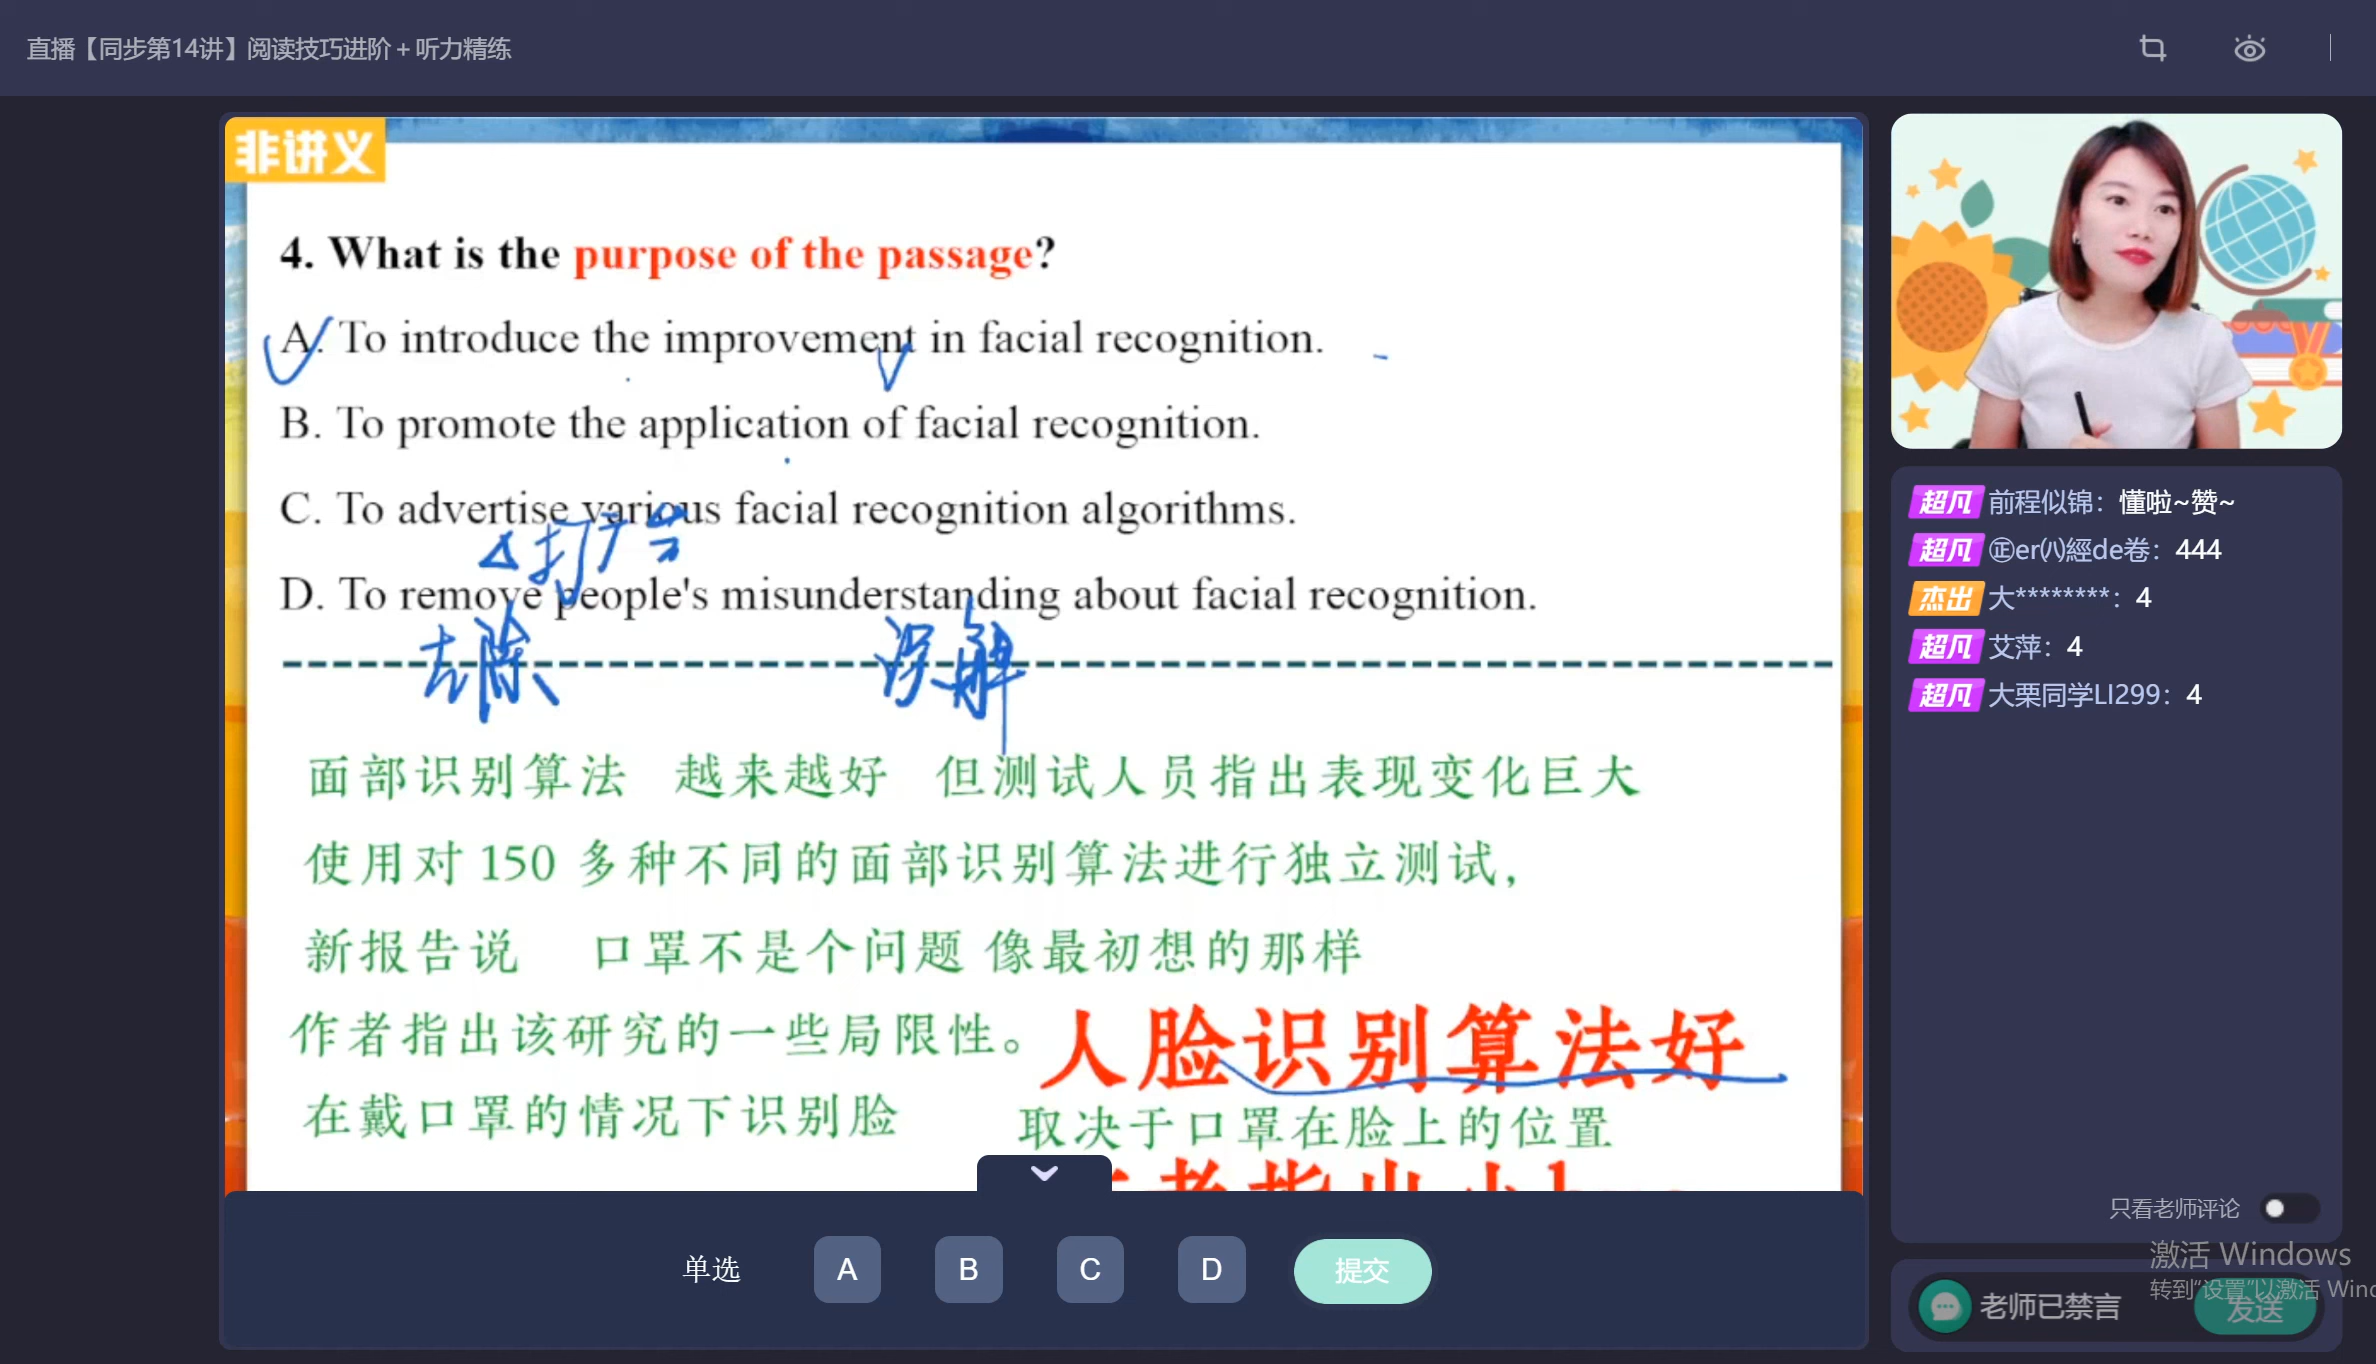 直播【同步第14讲】阅读技巧进阶+听力精练
非讲义
4. What is the purpose of the passage?
A. To introduce the improvement in facial recognition.
B. To promote the application of facial recognition.
C. To advertise various facial recognition algorithms.
打广告
D. To remove people's misunderstanding about facial recognition.
去除 误解
面部识别算法 越来越好 但测试人员指出表现变化巨大
使用对 150 多种不同的面部识别算法进行独立测试，
新报告说 口罩不是个问题 像最初想的那样
作者指出该研究的一些局限性。
人脸识别算法好
在戴口罩的情况下识别脸 取决于口罩在脸上的位置
单选 A B C D 提交
超凡 前程似锦：懂啦~赞~
超凡 ㊣er㈧經de卷：444
杰出 大********：4
超凡 艾萍：4
超凡 大栗同学LI299：4
只看老师评论
激活 Windows
转到"设置"以激活 Winc
老师已禁言 发送